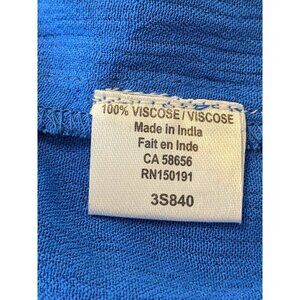 100% VISCOSE / VISCOSE
Made in India
Fait en Inde
CA 58656
RN150191
3S840